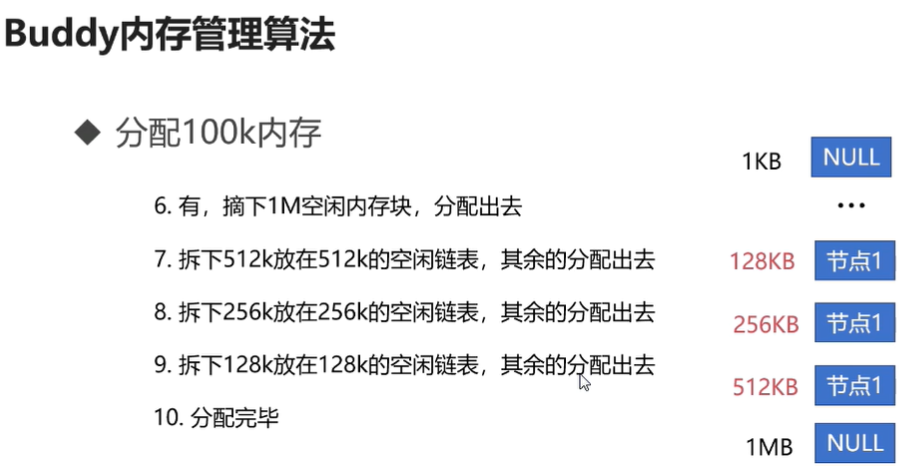 Buddy内存管理算法
◆ 分配100k内存
6. 有，摘下1M空闲内存块，分配出去
7. 拆下512k放在512k的空闲链表，其余的分配出去
8. 拆下256k放在256k的空闲链表，其余的分配出去
9. 拆下128k放在128k的空闲链表，其余的分配出去
10. 分配完毕
1KB NULL
•••
128KB 节点1
256KB 节点1
512KB 节点1
1MB NULL